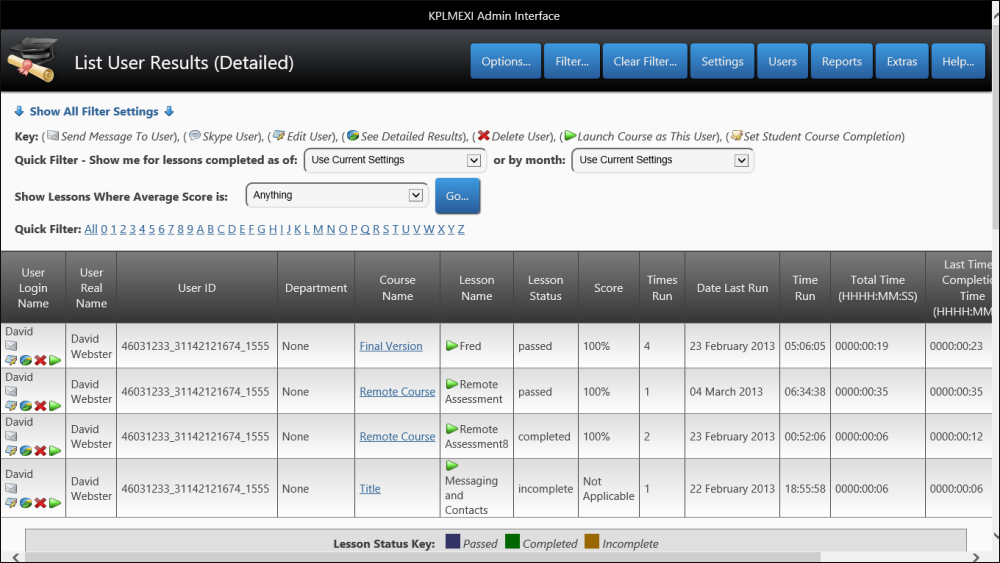 KPLMEXI Admin Interface
List User Results (Detailed)
Options... Filter... Clear Filter... Settings Users Reports Extras Help...
Show All Filter Settings
Key: ( Send Message To User), ( Skype User), ( Edit User), ( See Detailed Results), ( Delete User), ( Launch Course as This User), ( Set Student Course Completion)
Quick Filter - Show me for lessons completed as of: Use Current Settings or by month: Use Current Settings
Show Lessons Where Average Score is: Anything Go...
Quick Filter: All 0 1 2 3 4 5 6 7 8 9 A B C D E F G H I J K L M N O P Q R S T U V W X Y Z
User Login Name User Real Name User ID Department Course Name Lesson Name Lesson Status Score Times Run Date Last Run Time Run Total Time (HHHH:MM:SS) Last Time Completic Time (HHHH:MM
David David Webster 46031233_31142121674_1555 None Final Version Fred passed 100% 4 23 February 2013 05:06:05 0000:00:19 0000:00:23
David David Webster 46031233_31142121674_1555 None Remote Course Remote Assessment passed 100% 1 04 March 2013 06:34:38 0000:00:35 0000:00:35
David David Webster 46031233_31142121674_1555 None Remote Course Remote Assessment8 completed 100% 2 23 February 2013 00:52:06 0000:00:06 0000:00:12
David David Webster 46031233_31142121674_1555 None Title Messaging and Contacts incomplete Not Applicable 1 22 February 2013 18:55:58 0000:00:06 0000:00:06
Lesson Status Key: Passed Completed Incomplete